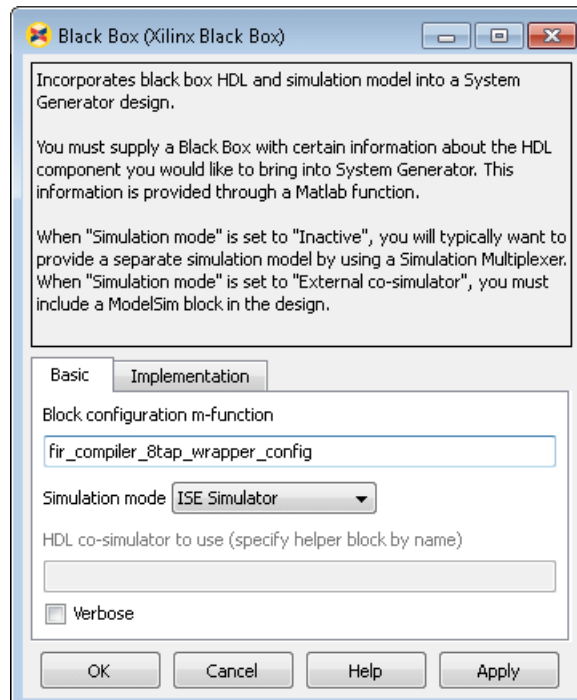 Black Box (Xilinx Black Box)
Incorporates black box HDL and simulation model into a System
Generator design.
You must supply a Black Box with certain information about the HDL
component you would like to bring into System Generator. This
information is provided through a Matlab function.
When "Simulation mode" is set to "Inactive", you will typically want to
provide a separate simulation model by using a Simulation Multiplexer.
When "Simulation mode" is set to "External co-simulator", you must
include a ModelSim block in the design.
Basic Implementation
Block configuration m-function
fir_compiler_8tap_wrapper_config
Simulation mode ISE Simulator
HDL co-simulator to use (specify helper block by name)
Verbose
OK Cancel Help Apply